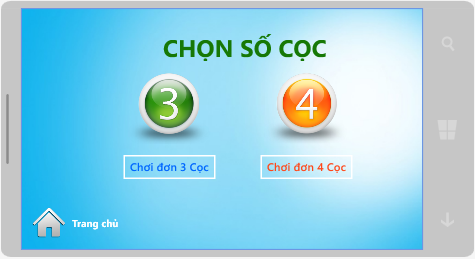 CHỌN SỐ CỌC
3 4
Chơi đơn 3 Cọc Chơi đơn 4 Cọc
Trang chủ